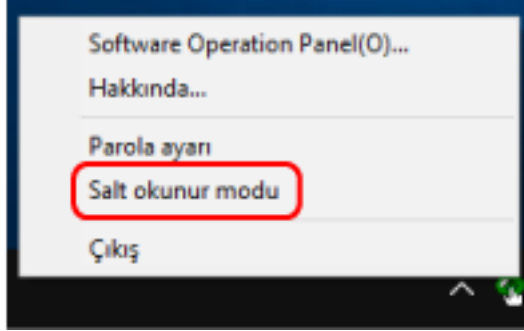 Software Operation Panel(O)...
Hakkında...
Parola ayarı
Salt okunur modu
Çıkış